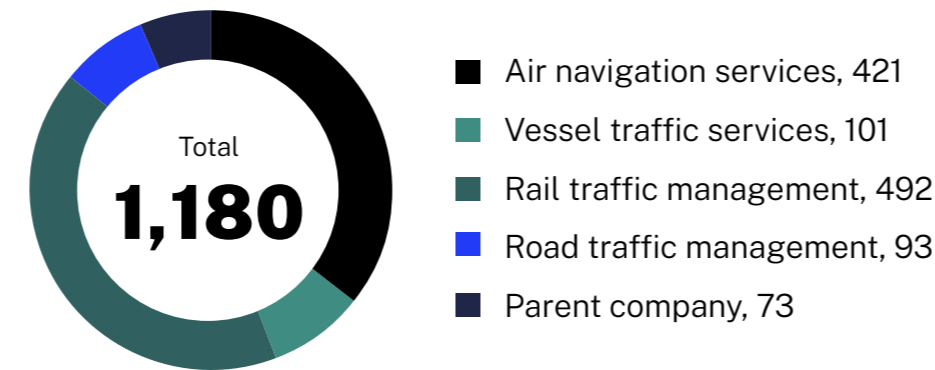 Total
1,180
Air navigation services, 421
Vessel traffic services, 101
Rail traffic management, 492
Road traffic management, 93
Parent company, 73